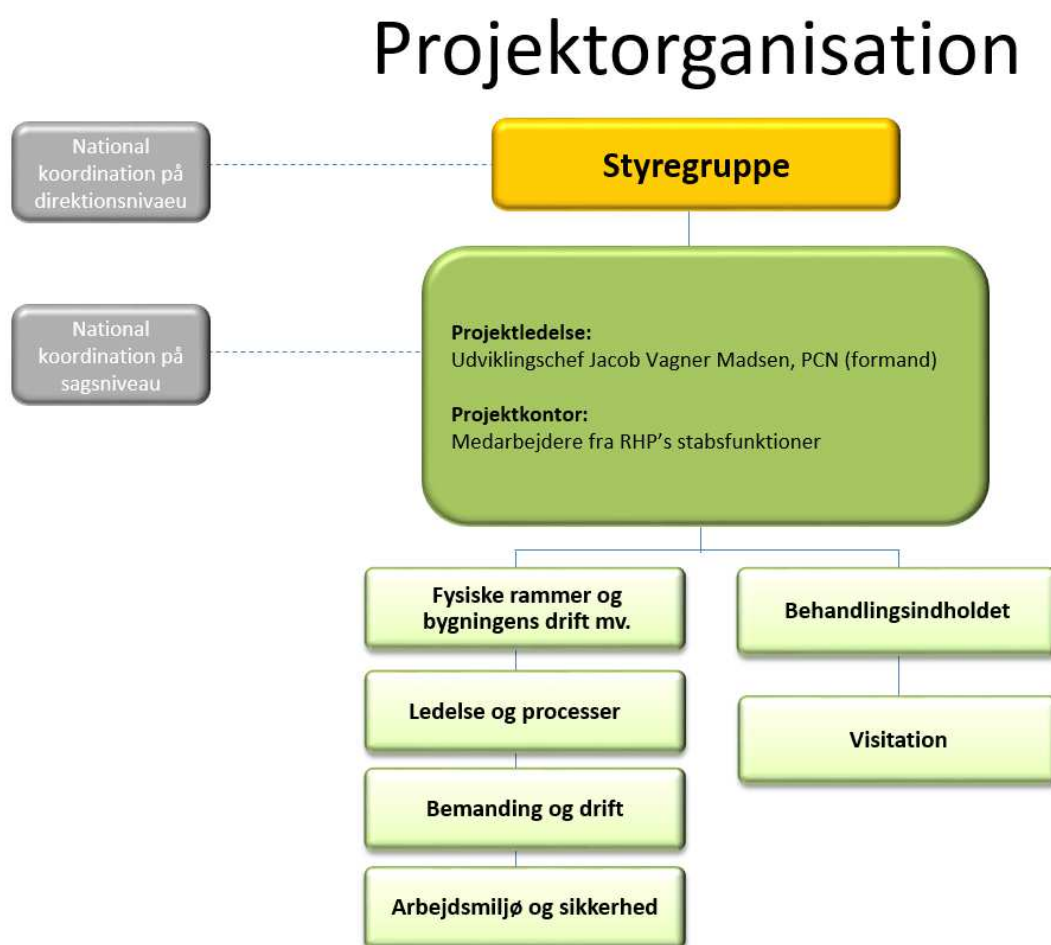 Projektorganisation
National
koordination på
direktionsnivaeu
Styregruppe
National
koordination på
sagsniveau
Projektledelse:
Udviklingschef Jacob Vagner Madsen, PCN (formand)
Projektkontor:
Medarbejdere fra RHP's stabsfunktioner
Fysiske rammer og
bygningens drift mv.
Ledelse og processer
Bemanding og drift
Arbejdsmiljø og sikkerhed
Behandlingsindholdet
Visitation